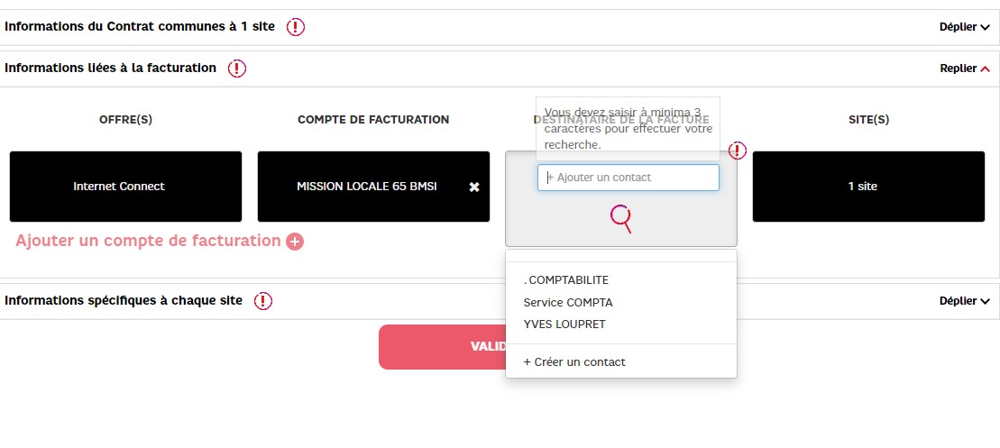 Informations du Contrat communes à 1 site
Déplier
Informations liées à la facturation
Replier
OFFRE(S)
COMPTE DE FACTURATION
DESTINATAIRE DE LA FACTURE
SITE(S)
Vous devez saisir à minima 3
caractères pour effectuer votre
recherche.
Internet Connect
MISSION LOCALE 65 BMSI
+ Ajouter un contact
1 site
Ajouter un compte de facturation
. COMPTABILITE
Service COMPTA
YVES LOUPRET
+ Créer un contact
Informations spécifiques à chaque site
Déplier
VALID